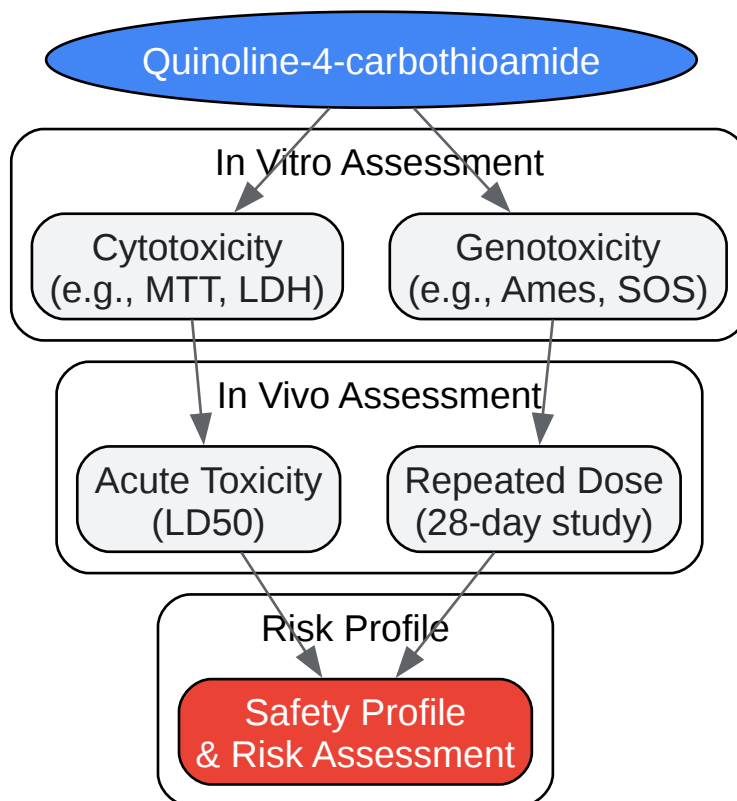 Quinoline-4-carbothioamide
In Vitro Assessment
Cytotoxicity
(e.g., MTT, LDH)
Genotoxicity
(e.g., Ames, SOS)
In Vivo Assessment
Acute Toxicity
(LD50)
Repeated Dose
(28-day study)
Risk Profile
Safety Profile
& Risk Assessment